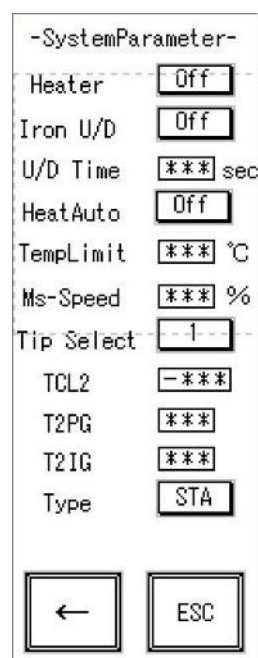 -SystemParameter-
Heater Off
Iron U/D Off
U/D Time *** sec
HeatAuto Off
TempLimit *** ℃
Ms-Speed *** %
Tip Select 1
TCL2 -***
T2PG ***
T2IG ***
Type STA
← ESC